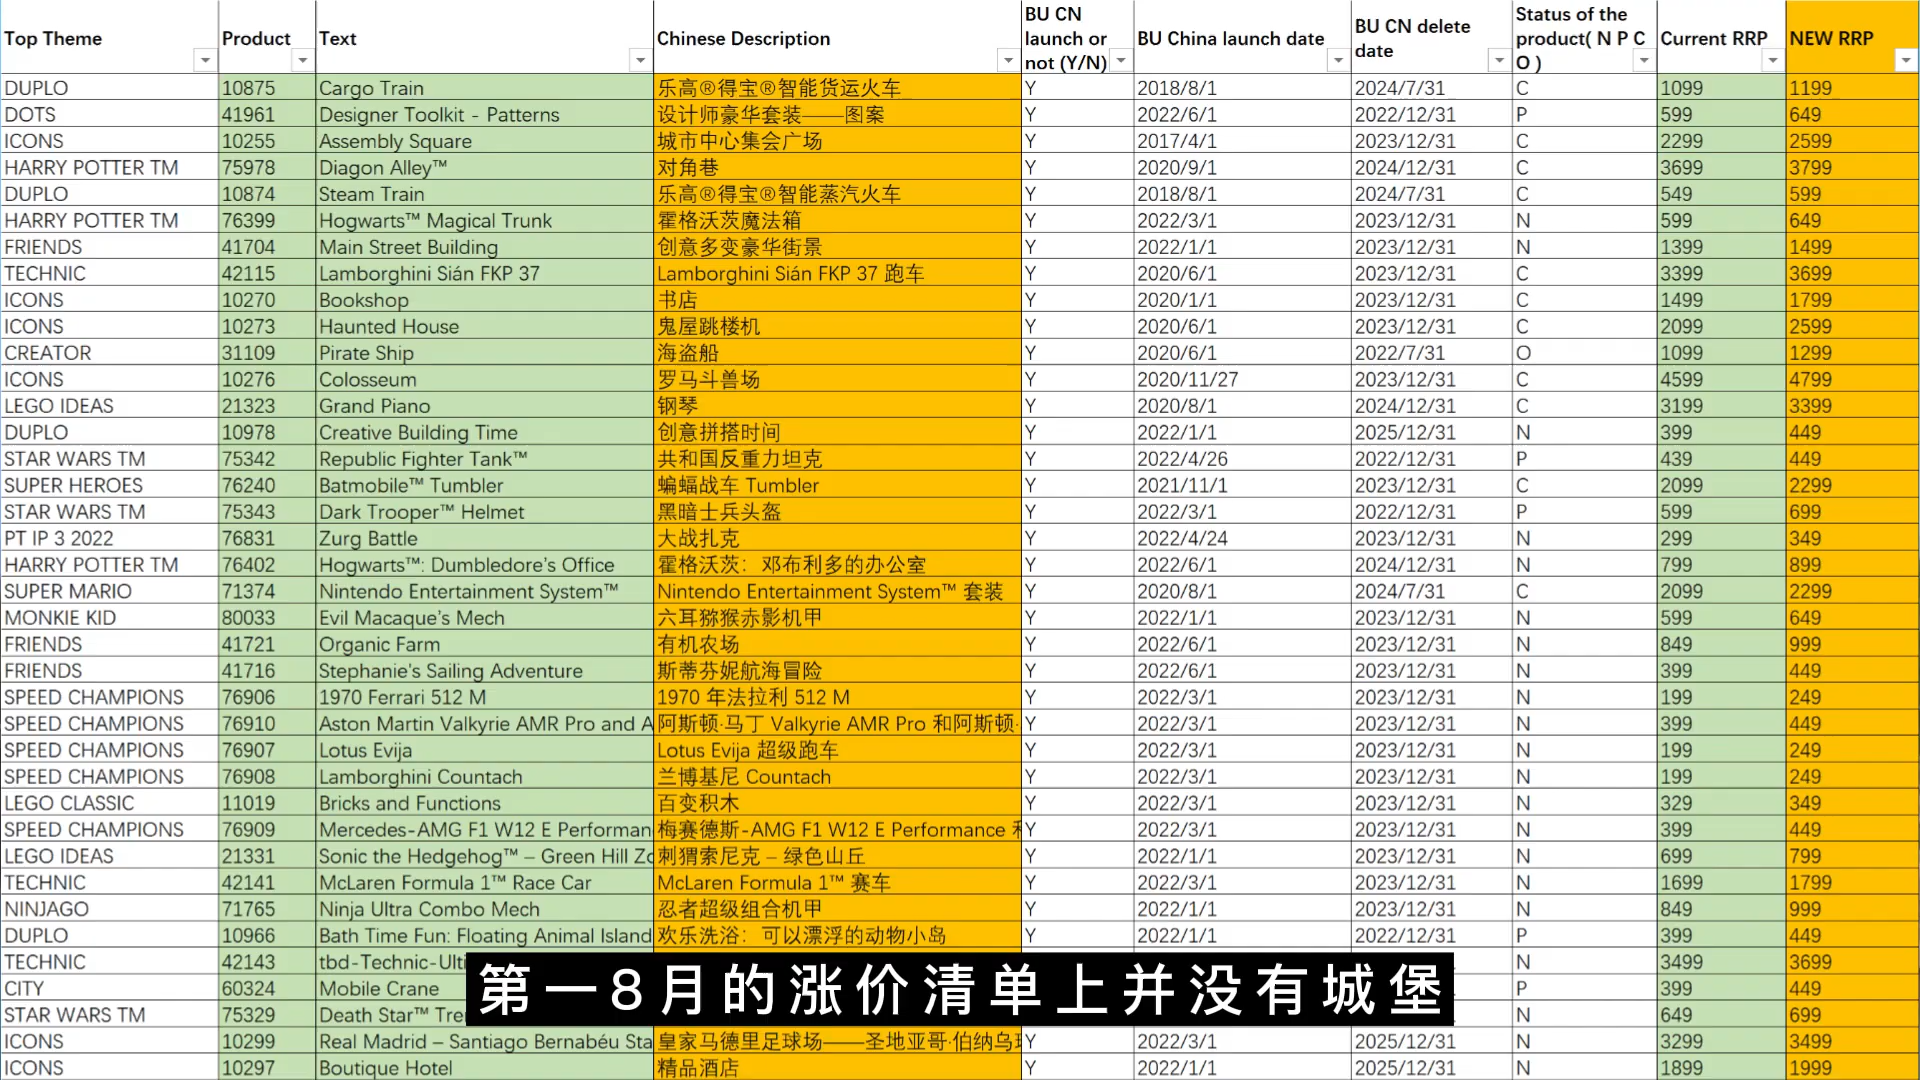 Top Theme Product Text Chinese Description BU CN launch or not (Y/N) BU China launch date BU CN delete date Status of the product( N P C O ) Current RRP NEW RRP
DUPLO 10875 Cargo Train 乐高®得宝®智能货运火车 Y 2018/8/1 2024/7/31 C 1099 1199
DOTS 41961 Designer Toolkit - Patterns 设计师豪华套装——图案 Y 2022/6/1 2022/12/31 P 599 649
ICONS 10255 Assembly Square 城市中心集会广场 Y 2017/4/1 2023/12/31 C 2299 2599
HARRY POTTER TM 75978 Diagon Alley™ 对角巷 Y 2020/9/1 2024/12/31 C 3699 3799
DUPLO 10874 Steam Train 乐高®得宝®智能蒸汽火车 Y 2018/8/1 2024/7/31 C 549 599
HARRY POTTER TM 76399 Hogwarts™ Magical Trunk 霍格沃茨魔法箱 Y 2022/3/1 2023/12/31 N 599 649
FRIENDS 41704 Main Street Building 创意多变豪华街景 Y 2022/1/1 2023/12/31 N 1399 1499
TECHNIC 42115 Lamborghini Sián FKP 37 Lamborghini Sián FKP 37 跑车 Y 2020/6/1 2023/12/31 C 3399 3699
ICONS 10270 Bookshop 书店 Y 2020/1/1 2023/12/31 C 1499 1799
ICONS 10273 Haunted House 鬼屋跳楼机 Y 2020/6/1 2023/12/31 C 2099 2599
CREATOR 31109 Pirate Ship 海盗船 Y 2020/6/1 2022/7/31 O 1099 1299
ICONS 10276 Colosseum 罗马斗兽场 Y 2020/11/27 2023/12/31 C 4599 4799
LEGO IDEAS 21323 Grand Piano 钢琴 Y 2020/8/1 2024/12/31 C 3199 3399
DUPLO 10978 Creative Building Time 创意拼搭时间 Y 2022/1/1 2025/12/31 N 399 449
STAR WARS TM 75342 Republic Fighter Tank™ 共和国反重力坦克 Y 2022/4/26 2022/12/31 P 439 449
SUPER HEROES 76240 Batmobile™ Tumbler 蝙蝠战车 Tumbler Y 2021/11/1 2023/12/31 C 2099 2299
STAR WARS TM 75343 Dark Trooper™ Helmet 黑暗士兵头盔 Y 2022/3/1 2022/12/31 P 599 699
PT IP 3 2022 76831 Zurg Battle 大战扎克 Y 2022/4/24 2023/12/31 N 299 349
HARRY POTTER TM 76402 Hogwarts™: Dumbledore's Office 霍格沃茨：邓布利多的办公室 Y 2022/6/1 2024/12/31 N 799 899
SUPER MARIO 71374 Nintendo Entertainment System™ Nintendo Entertainment System™ 套装 Y 2020/8/1 2024/7/31 C 2099 2299
MONKIE KID 80033 Evil Macaque's Mech 六耳猕猴赤影机甲 Y 2022/1/1 2023/12/31 N 599 649
FRIENDS 41721 Organic Farm 有机农场 Y 2022/6/1 2023/12/31 N 849 999
FRIENDS 41716 Stephanie's Sailing Adventure 斯蒂芬妮航海冒险 Y 2022/6/1 2023/12/31 N 399 449
SPEED CHAMPIONS 76906 1970 Ferrari 512 M 1970 年法拉利 512 M Y 2022/3/1 2023/12/31 N 199 249
SPEED CHAMPIONS 76910 Aston Martin Valkyrie AMR Pro and A 阿斯顿·马丁 Valkyrie AMR Pro 和阿斯顿· Y 2022/3/1 2023/12/31 N 399 449
SPEED CHAMPIONS 76907 Lotus Evija Lotus Evija 超级跑车 Y 2022/3/1 2023/12/31 N 199 249
SPEED CHAMPIONS 76908 Lamborghini Countach 兰博基尼 Countach Y 2022/3/1 2023/12/31 N 199 249
LEGO CLASSIC 11019 Bricks and Functions 百变积木 Y 2022/3/1 2023/12/31 N 329 349
SPEED CHAMPIONS 76909 Mercedes-AMG F1 W12 E Performan 梅赛德斯-AMG F1 W12 E Performance Y 2022/3/1 2023/12/31 N 399 449
LEGO IDEAS 21331 Sonic the Hedgehog™ – Green Hill Zo 刺猬索尼克 – 绿色山丘 Y 2022/1/1 2023/12/31 N 699 799
TECHNIC 42141 McLaren Formula 1™ Race Car McLaren Formula 1™ 赛车 Y 2022/3/1 2023/12/31 N 1699 1799
NINJAGO 71765 Ninja Ultra Combo Mech 忍者超级组合机甲 Y 2022/1/1 2023/12/31 N 849 999
DUPLO 10966 Bath Time Fun: Floating Animal Island 欢乐洗浴：可以漂浮的动物小岛 Y 2022/1/1 2022/12/31 P 399 449
TECHNIC 42143 tbd-Technic-Ulti N 3499 3699
CITY 60324 Mobile Crane P 399 449
STAR WARS TM 75329 Death Star™ Tre N 649 699
第一8月的涨价清单上并没有城堡
ICONS 10299 Real Madrid – Santiago Bernabéu Sta 皇家马德里足球场——圣地亚哥·伯纳乌 Y 2022/3/1 2025/12/31 N 3299 3499
ICONS 10297 Boutique Hotel 精品酒店 Y 2022/1/1 2025/12/31 N 1899 1999